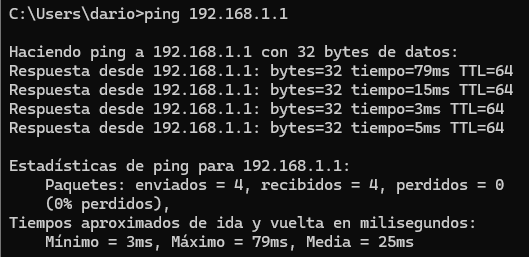 C:\Users\dario>ping 192.168.1.1
Haciendo ping a 192.168.1.1 con 32 bytes de datos:
Respuesta desde 192.168.1.1: bytes=32 tiempo=79ms TTL=64
Respuesta desde 192.168.1.1: bytes=32 tiempo=15ms TTL=64
Respuesta desde 192.168.1.1: bytes=32 tiempo=3ms TTL=64
Respuesta desde 192.168.1.1: bytes=32 tiempo=5ms TTL=64
Estadísticas de ping para 192.168.1.1:
Paquetes: enviados = 4, recibidos = 4, perdidos = 0
(0% perdidos),
Tiempos aproximados de ida y vuelta en milisegundos:
Mínimo = 3ms, Máximo = 79ms, Media = 25ms